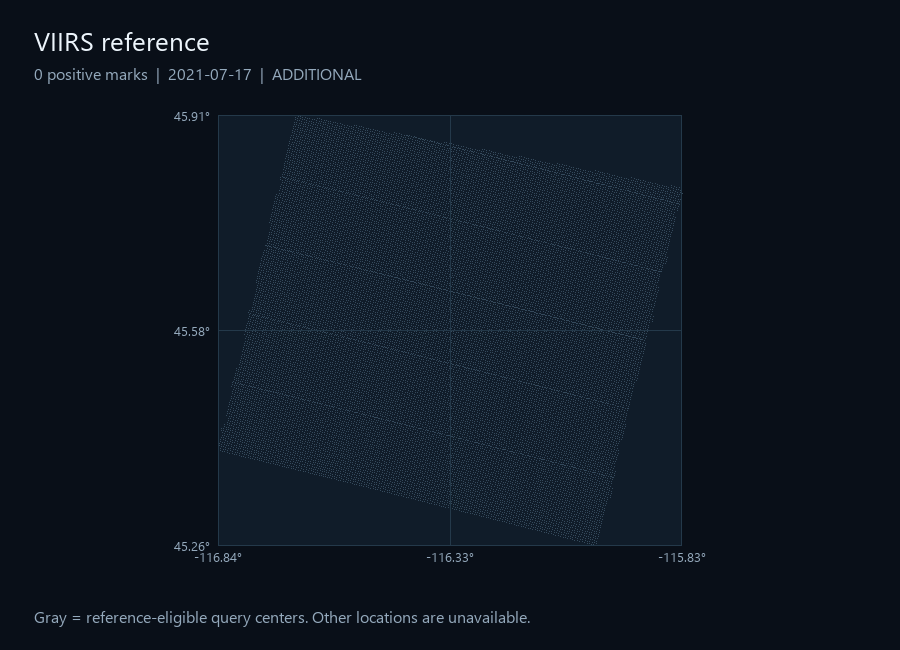 VIIRS reference
0 positive marks | 2021-07-17 | ADDITIONAL
45.91°
45.58°
45.26°
-116.84° -116.33° -115.83°
Gray = reference-eligible query centers. Other locations are unavailable.